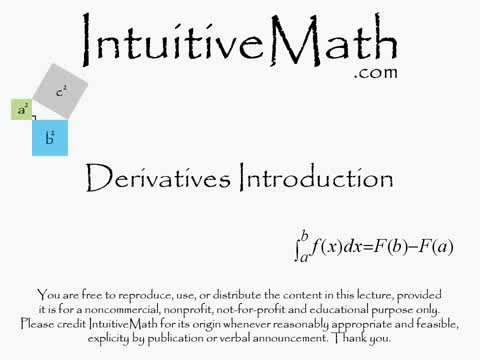 IntuitiveMath
.com
c²
a²
b²
Derivatives Introduction
∫ₐᵇ f(x)dx=F(b)−F(a)
You are free to reproduce, use, or distribute the content in this lecture, provided
it is for a noncommercial, nonprofit, not-for-profit and educational purpose only.
Please credit IntuitiveMath for its origin whenever reasonably appropriate and feasible,
explicity by publication or verbal announcement. Thank you.